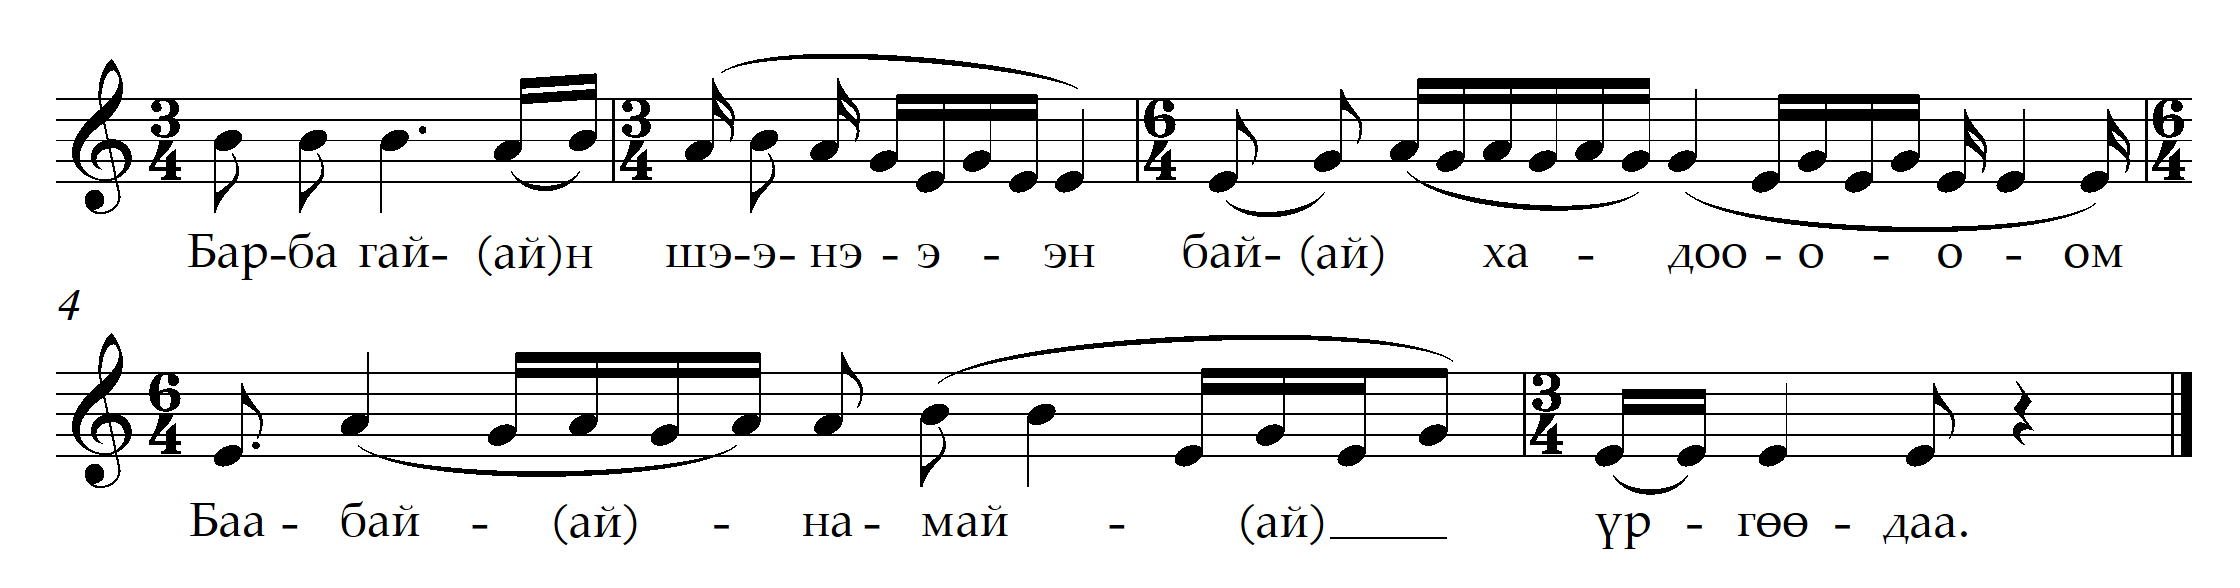 Бар-ба гай- (ай)н шэ-э- нэ - э - эн бай- (ай) ха - доо - о - о - ом
4
Баа - бай - (ай) - на - май - (ай)____ үр - гөө - даа.